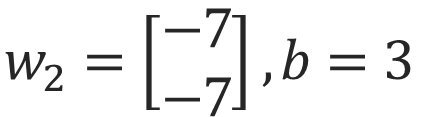 w₂ = [−7 −7], b = 3